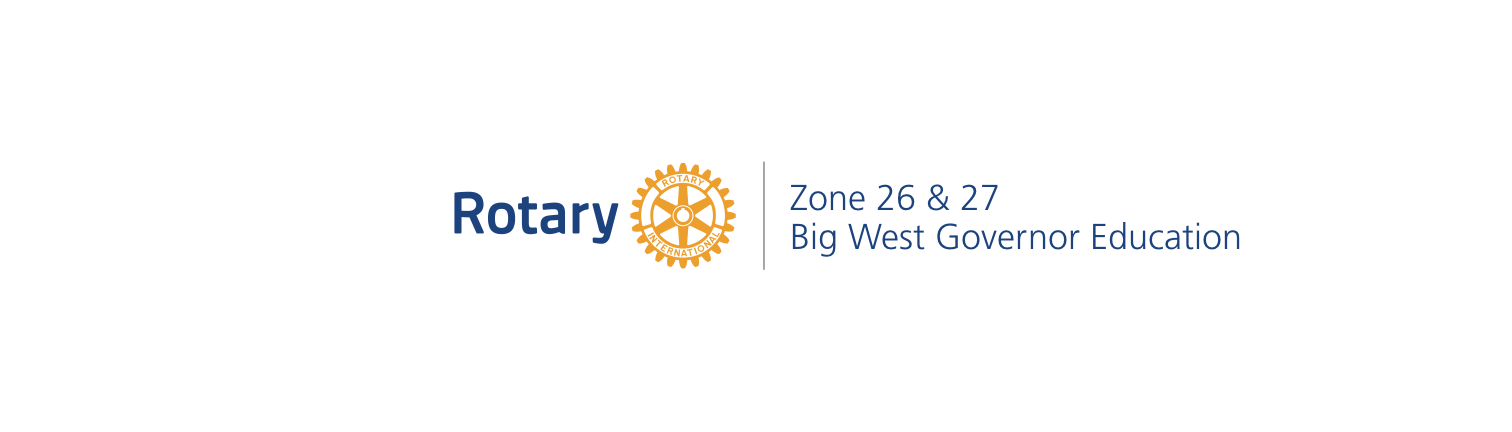 Rotary
ROTARY
INTERNATIONAL
Zone 26 & 27
Big West Governor Education